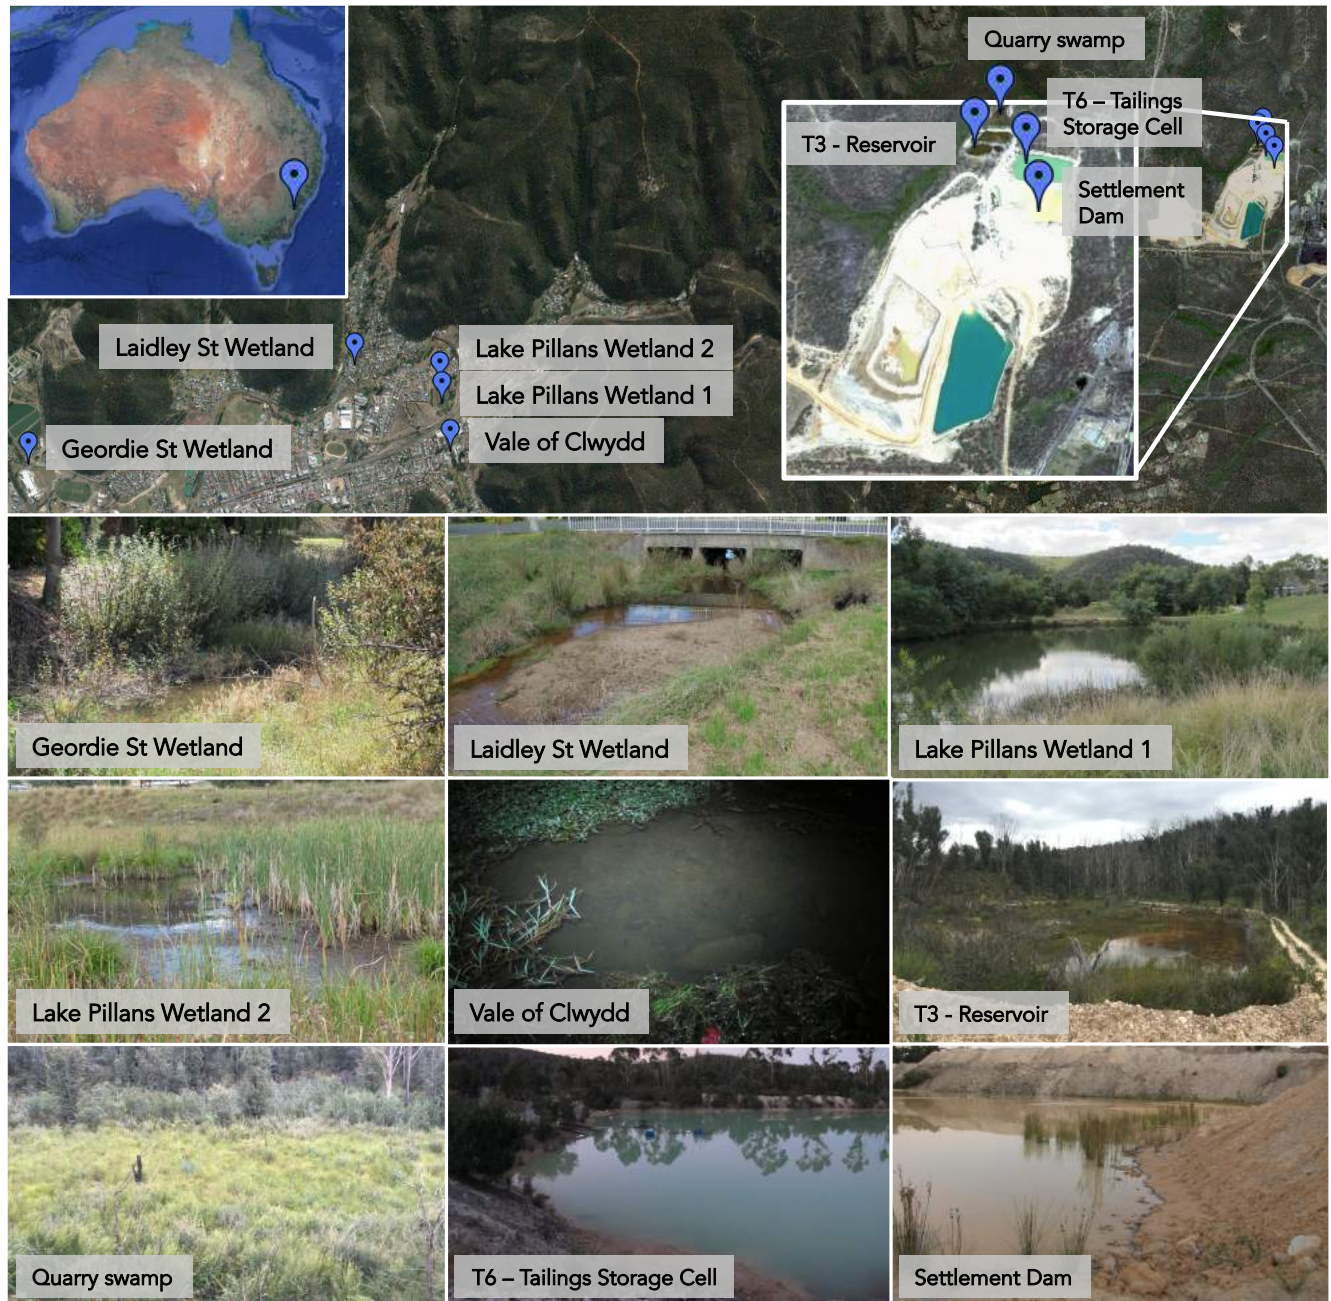 Quarry swamp
T6 – Tailings
Storage Cell
T3 - Reservoir
Settlement
Dam
Laidley St Wetland
Lake Pillans Wetland 2
Lake Pillans Wetland 1
Geordie St Wetland
Vale of Clwydd
Geordie St Wetland
Laidley St Wetland
Lake Pillans Wetland 1
Lake Pillans Wetland 2
Vale of Clwydd
T3 - Reservoir
Quarry swamp
T6 – Tailings Storage Cell
Settlement Dam